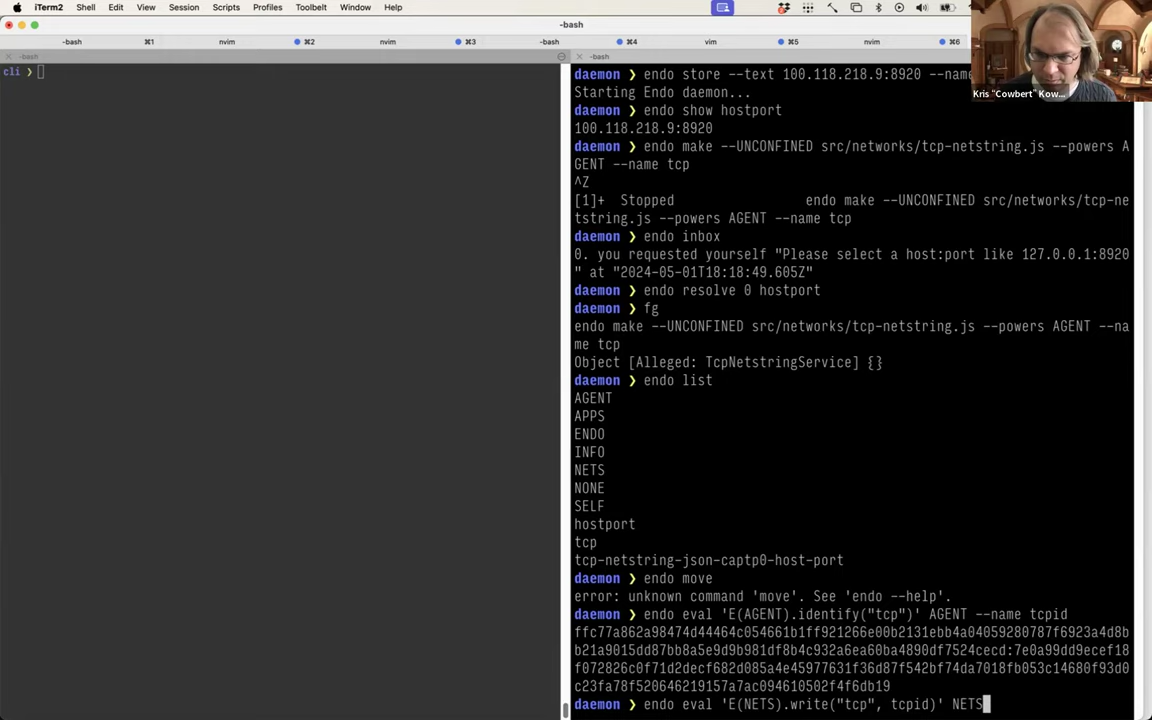 iTerm2 Shell Edit View Session Scripts Profiles Toolbelt Window Help
-bash
-bash ⌘1 nvim ⌘2 nvim ⌘3 -bash ⌘4 vim ⌘5 nvim ⌘6
-bash
-bash
cli ❯
daemon ❯ endo store --text 100.118.218.9:8920 --name
Starting Endo daemon...
daemon ❯ endo show hostport
100.118.218.9:8920
daemon ❯ endo make --UNCONFINED src/networks/tcp-netstring.js --powers A
GENT --name tcp
^Z
[1]+  Stopped                 endo make --UNCONFINED src/networks/tcp-ne
tstring.js --powers AGENT --name tcp
daemon ❯ endo inbox
0. you requested yourself "Please select a host:port like 127.0.0.1:8920
" at "2024-05-01T18:18:49.605Z"
daemon ❯ endo resolve 0 hostport
daemon ❯ fg
endo make --UNCONFINED src/networks/tcp-netstring.js --powers AGENT --na
me tcp
Object [Alleged: TcpNetstringService] {}
daemon ❯ endo list
AGENT
APPS
ENDO
INFO
NETS
NONE
SELF
hostport
tcp
tcp-netstring-json-captp0-host-port
daemon ❯ endo move
error: unknown command 'move'. See 'endo --help'.
daemon ❯ endo eval 'E(AGENT).identify("tcp")' AGENT --name tcpid
ffc77a862a98474d44464c054661b1ff921266e00b2131ebb4a04059280787f6923a4d8b
b21a9015dd87bb8a5e9d9b981df8b4c932a6ea60ba4890df7524cecd:7e0a99dd9ecef18
f072826c0f71d2decf682d085a4e45977631f36d87f542bf74da7018fb053c14680f93d0
c23fa78f520646219157a7ac094610502f4f6db19
daemon ❯ endo eval 'E(NETS).write("tcp", tcpid)' NETS
Kris "Cowbert" Kow...